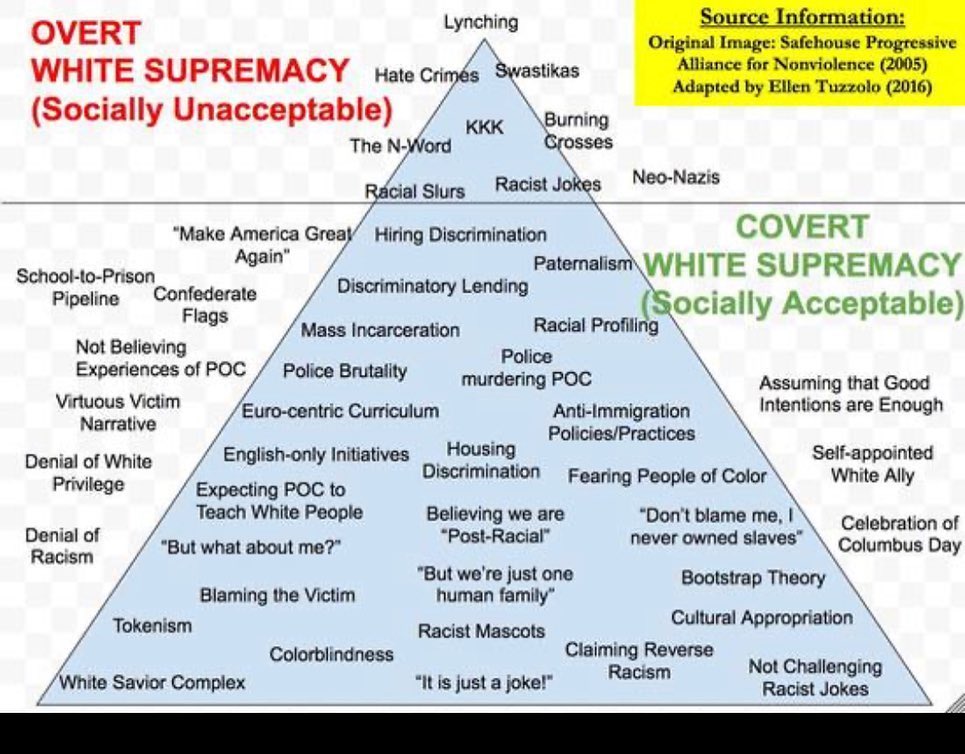 OVERT
WHITE SUPREMACY
(Socially Unacceptable)
Lynching
Source Information:
Original Image: Safehouse Progressive
Alliance for Nonviolence (2005)
Adapted by Ellen Tuzzolo (2016)
Hate Crimes
Swastikas
KKK
Burning
Crosses
The N-Word
Neo-Nazis
Racial Slurs
Racist Jokes
COVERT
WHITE SUPREMACY
(Socially Acceptable)
"Make America Great
Again"
Hiring Discrimination
Paternalism
School-to-Prison
Pipeline
Confederate
Flags
Discriminatory Lending
Mass Incarceration
Racial Profiling
Not Believing
Experiences of POC
Police Brutality
Police
murdering POC
Assuming that Good
Intentions are Enough
Virtuous Victim
Narrative
Euro-centric Curriculum
Anti-Immigration
Policies/Practices
Denial of White
Privilege
English-only Initiatives
Housing
Discrimination
Fearing People of Color
Self-appointed
White Ally
Expecting POC to
Teach White People
Believing we are
"Post-Racial"
"Don't blame me, I
never owned slaves"
Celebration of
Columbus Day
Denial of
Racism
"But what about me?"
"But we're just one
human family"
Bootstrap Theory
Blaming the Victim
Tokenism
Racist Mascots
Cultural Appropriation
Colorblindness
Claiming Reverse
Racism
White Savior Complex
"It is just a joke!"
Not Challenging
Racist Jokes